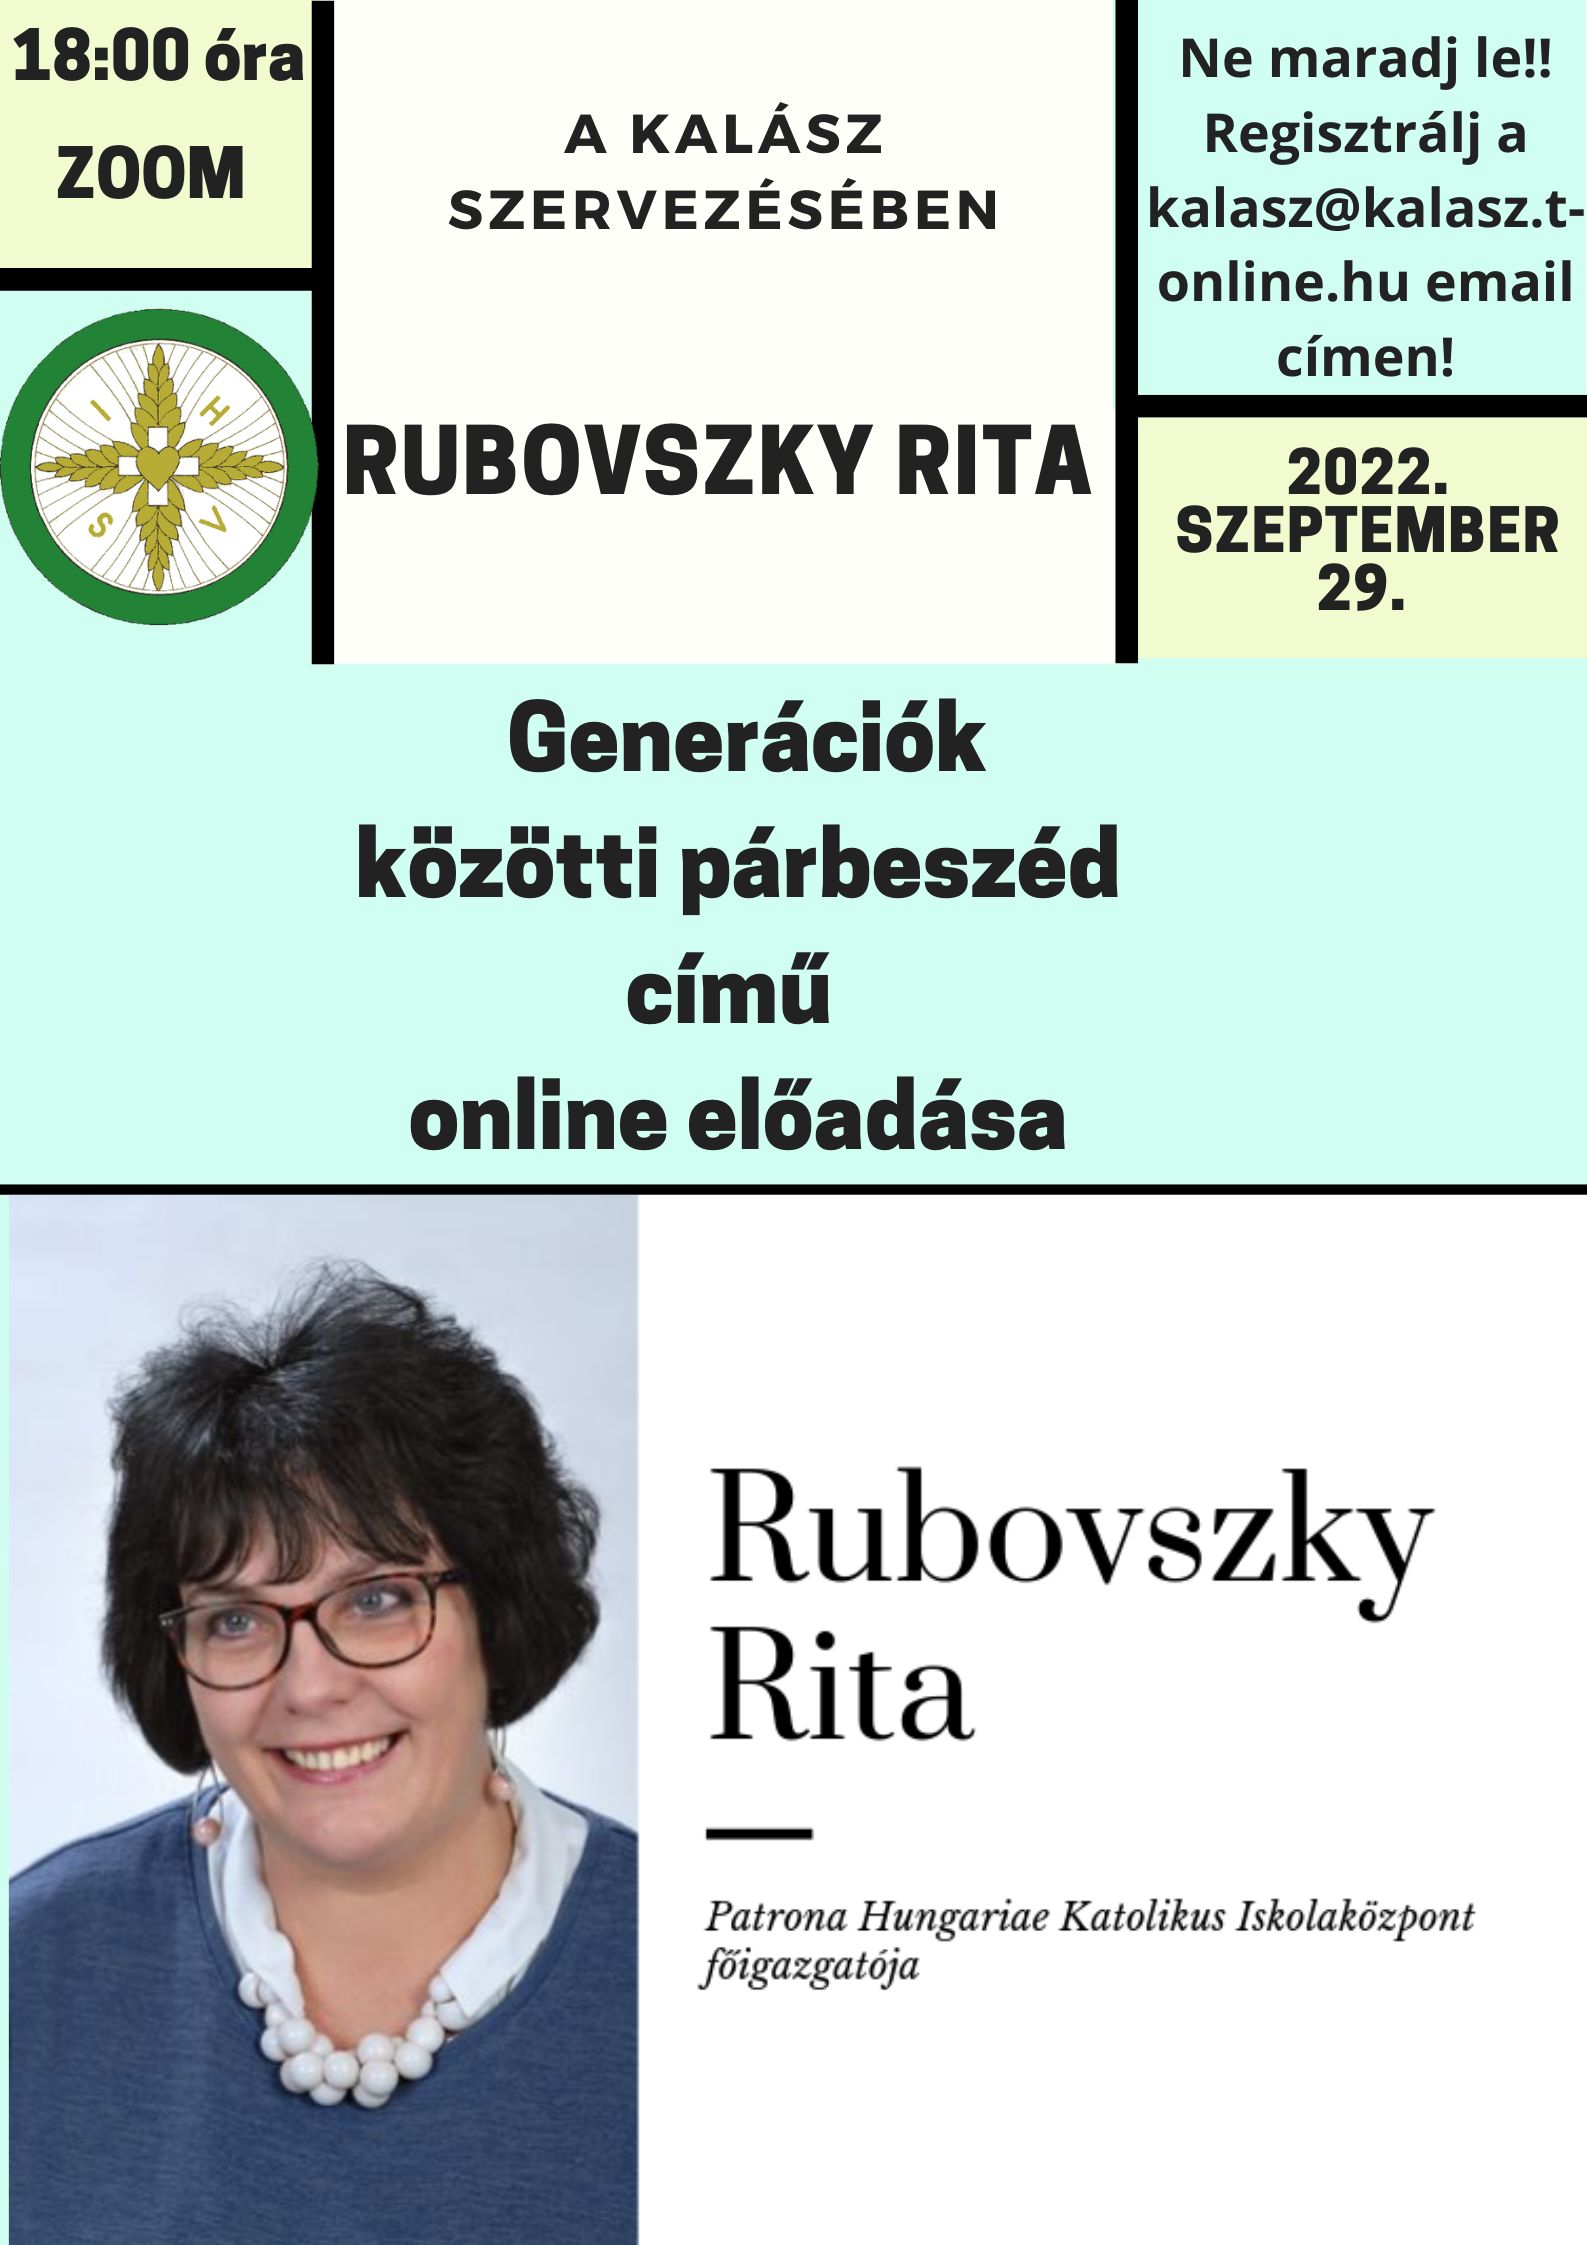 18:00 óra
ZOOM
A KALÁSZ
SZERVEZÉSÉBEN
RUBOVSZKY RITA
Ne maradj le!!
Regisztrálj a
kalasz@kalasz.t-
online.hu email
címen!
2022.
SZEPTEMBER
29.
I H
S V
Generációk
közötti párbeszéd
című
online előadása
Rubovszky
Rita
Patrona Hungariae Katolikus Iskolaközpont
főigazgatója